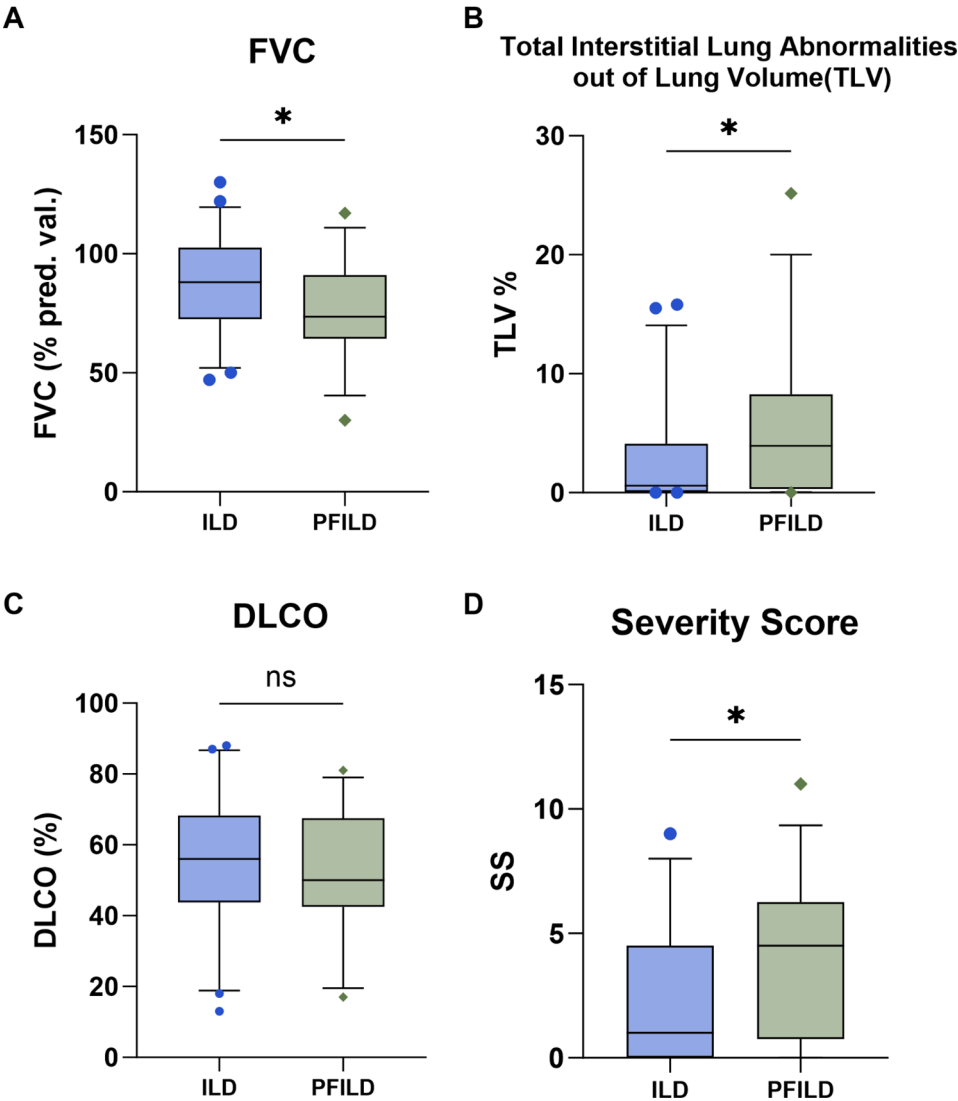 A
FVC
*
FVC (% pred. val.)
150
100
50
0
ILD
PFILD
B
Total Interstitial Lung Abnormalities
out of Lung Volume(TLV)
*
TLV %
30
20
10
0
ILD
PFILD
C
DLCO
ns
DLCO (%)
100
80
60
40
20
0
ILD
PFILD
D
Severity Score
*
SS
15
10
5
0
ILD
PFILD